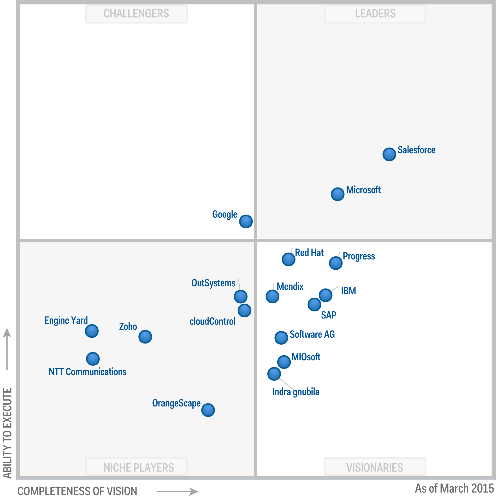 CHALLENGERS
LEADERS
Salesforce
Microsoft
Google
Red Hat
Progress
OutSystems
Mendix
IBM
cloudControl
SAP
Engine Yard
Zoho
Software AG
NTT Communications
MIOsoft
Indra gnubila
OrangeScape
NICHE PLAYERS
VISIONARIES
ABILITY TO EXECUTE
COMPLETENESS OF VISION
As of March 2015